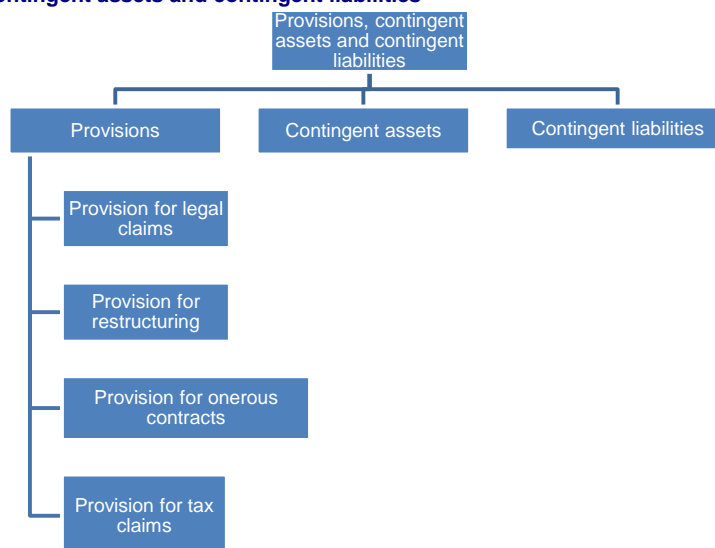 ontingent assets and contingent liabilities
Provisions, contingent
assets and contingent
liabilities
Provisions
Contingent assets
Contingent liabilities
Provision for legal
claims
Provision for
restructuring
Provision for onerous
contracts
Provision for tax
claims